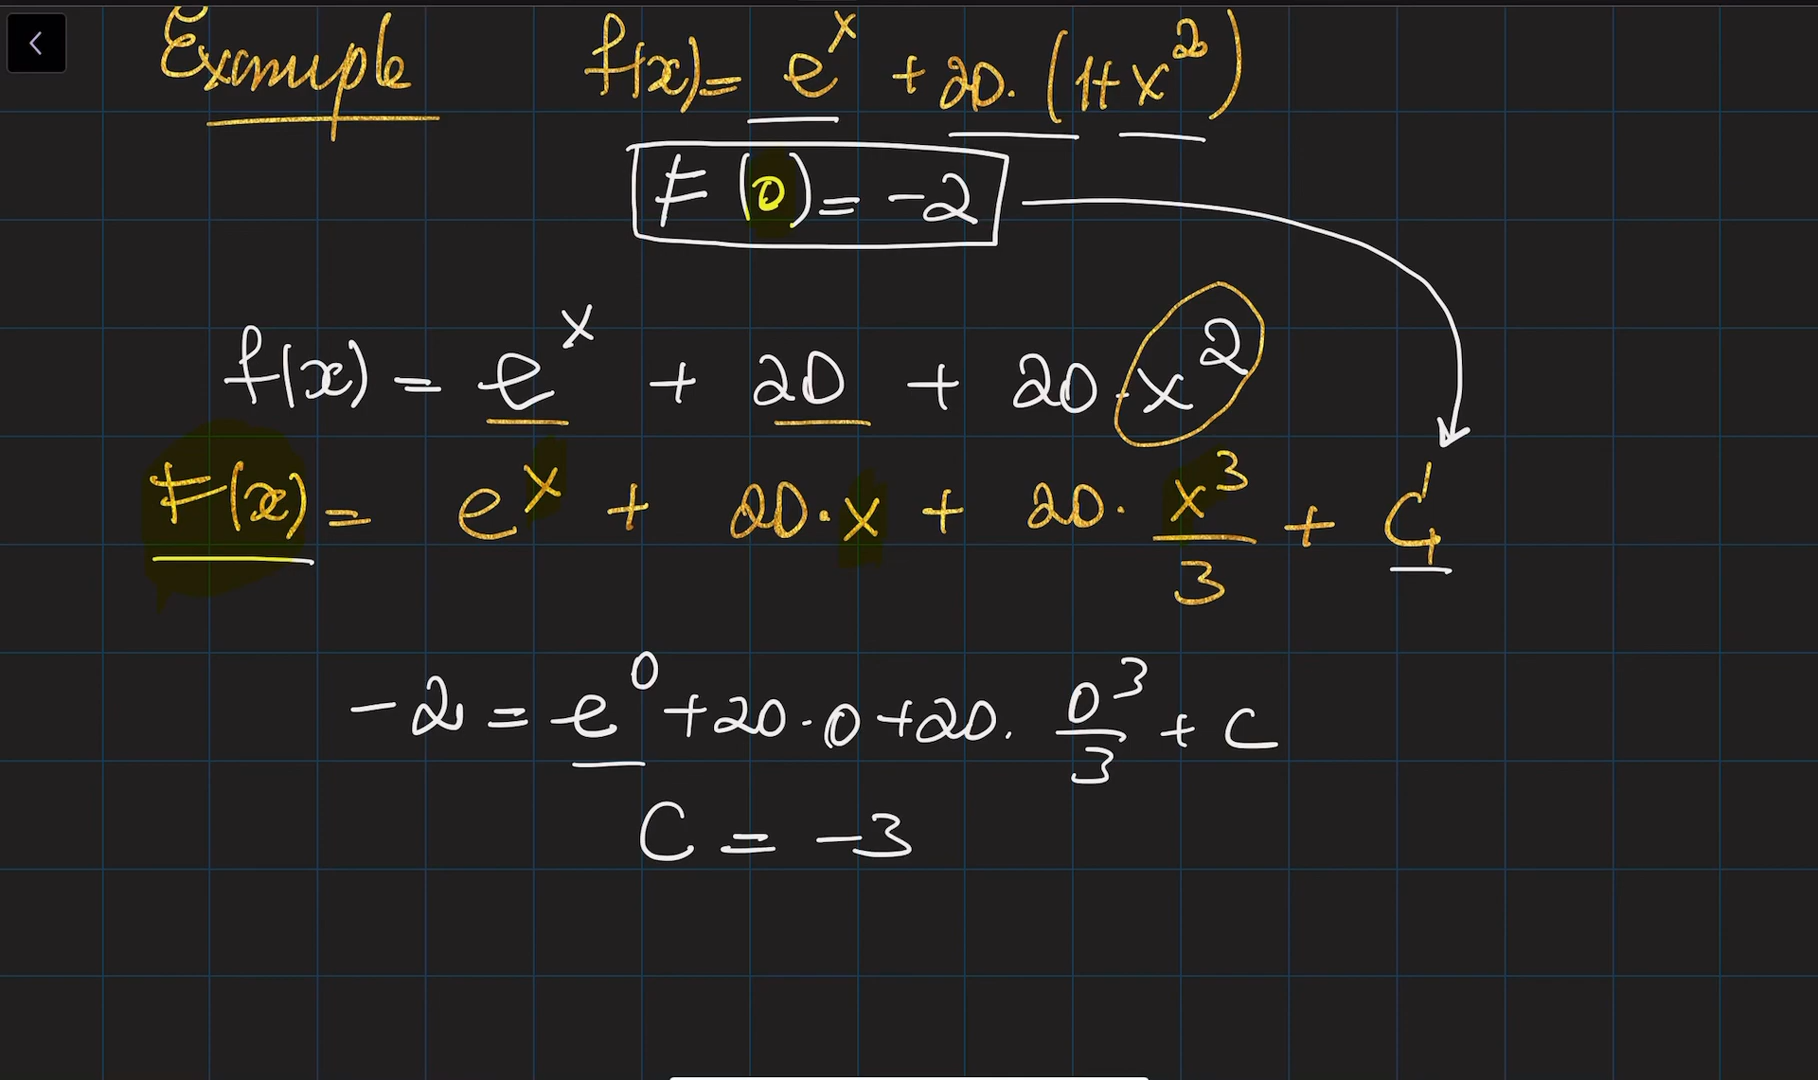 Example f(x) = e^x + 20. (1 + x^2)
F(0) = -2
f(x) = e^x + 20 + 20 · x^2
F(x) = e^x + 20 · x + 20 · x^3/3 + C
-2 = e^0 + 20 · 0 + 20 . 0^3/3 + C
C = -3